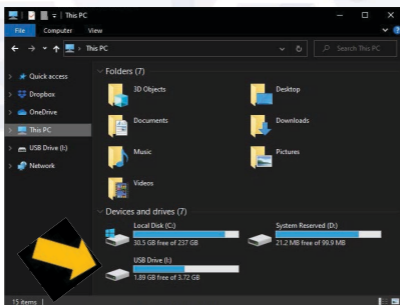 This PC
File Computer View
This PC
Search This PC
Quick access
Dropbox
OneDrive
This PC
USB Drive (I:)
Network
Folders (7)
3D Objects
Desktop
Documents
Downloads
Music
Pictures
Videos
Devices and drives (7)
Local Disk (C:)
30.5 GB free of 237 GB
System Reserved (D:)
21.2 MB free of 99.9 MB
USB Drive (I:)
1.89 GB free of 3.72 GB
15 items